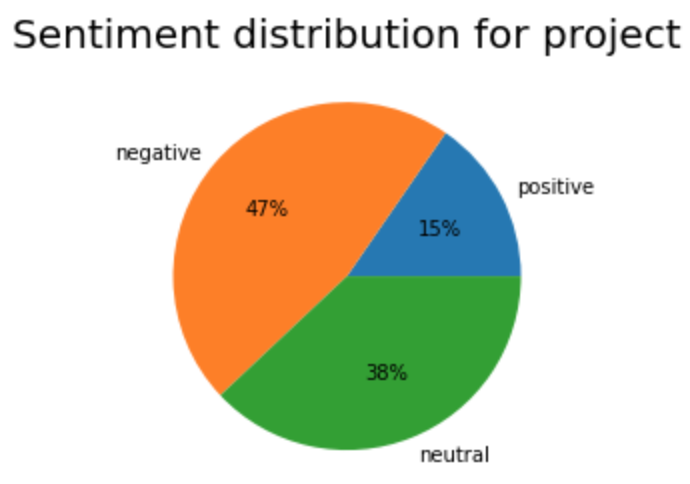 Sentiment distribution for project
negative
positive
47%
15%
38%
neutral